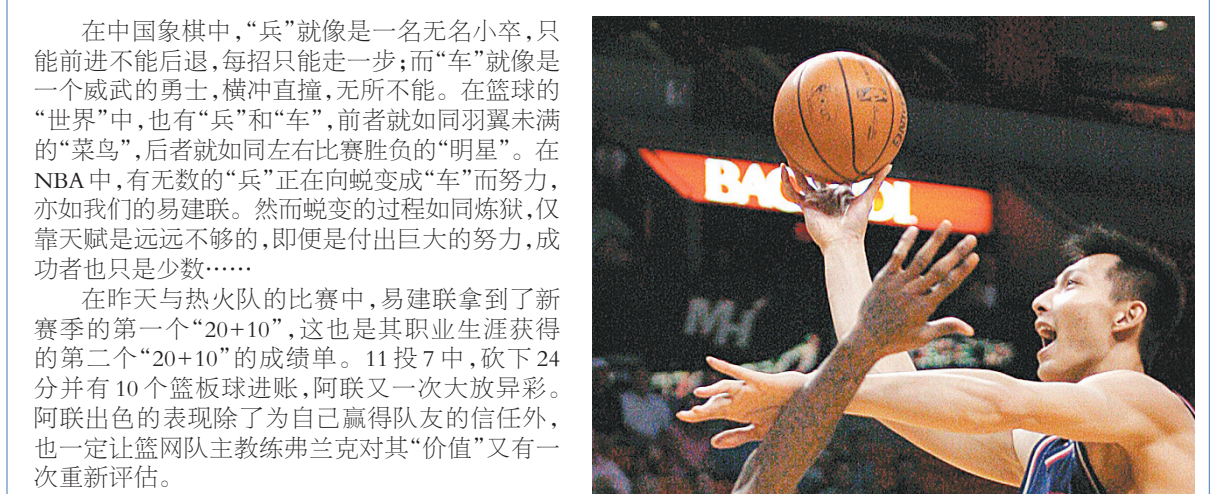 在中国象棋中，“兵”就像是一名无名小卒，只
能前进不能后退，每招只能走一步；而“车”就像是
一个威武的勇士，横冲直撞，无所不能。在篮球的
“世界”中，也有“兵”和“车”，前者就如同羽翼未满
的“菜鸟”，后者就如同左右比赛胜负的“明星”。在
NBA中，有无数的“兵”正在向蜕变成“车”而努力，
亦如我们的易建联。然而蜕变的过程如同炼狱，仅
靠天赋是远远不够的，即便是付出巨大的努力，成
功者也只是少数……
在昨天与热火队的比赛中，易建联拿到了新
赛季的第一个“20+10”，这也是其职业生涯获得
的第二个“20+10”的成绩单。11投7中，砍下24
分并有10个篮板球进账，阿联又一次大放异彩。
阿联出色的表现除了为自己赢得队友的信任外，
也一定让篮网队主教练弗兰克对其“价值”又有一
次重新评估。
MH